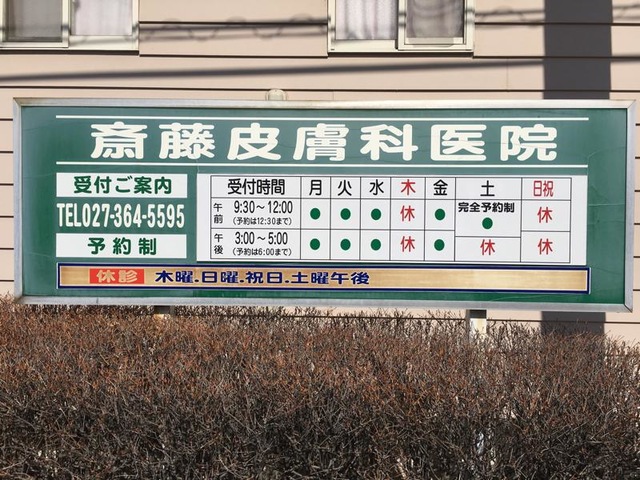 斎藤皮膚科医院
受付ご案内
TEL027-364-5595
予約制
受付時間 月 火 水 木 金 土 日祝
午前 9:30～12:00 (予約は12:30まで) ● ● ● 休 ● 完全予約制 ● 休
午後 3:00～5:00 (予約は6:00まで) ● ● ● 休 ● 休 休
休診 木曜.日曜.祝日.土曜午後